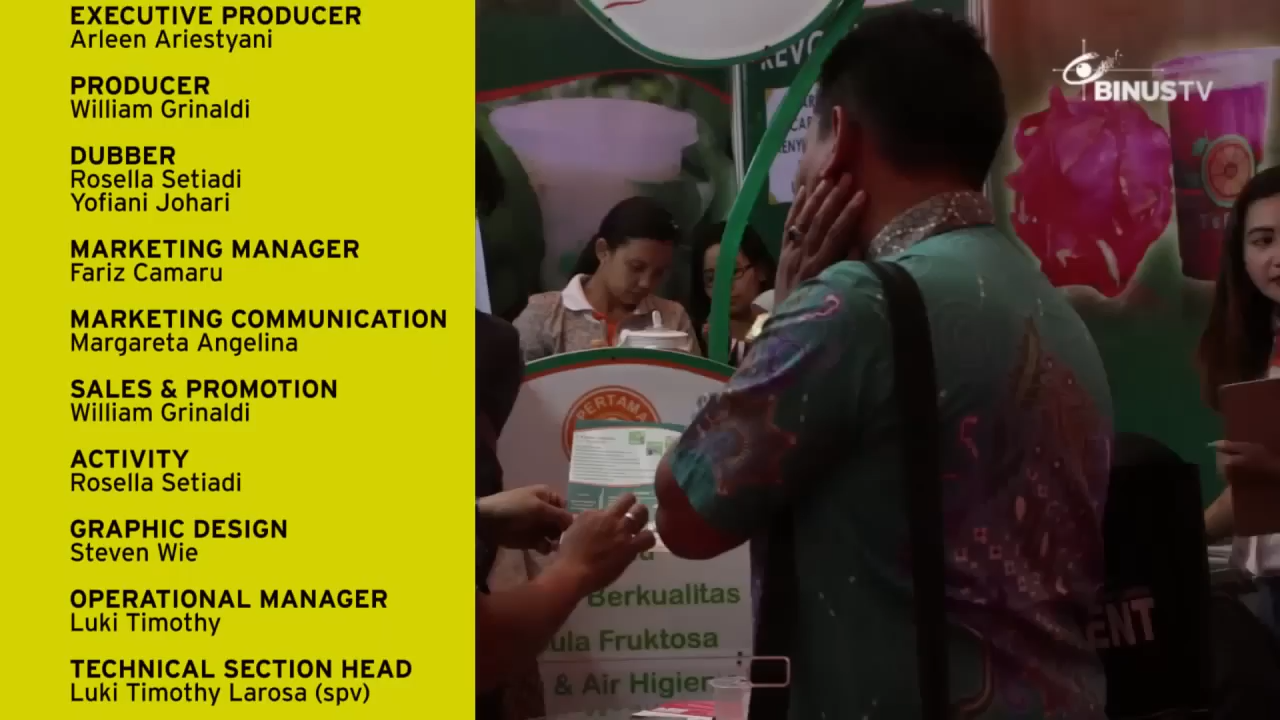 EXECUTIVE PRODUCER
Arleen Ariestyani
PRODUCER
William Grinaldi
DUBBER
Rosella Setiadi
Yofiani Johari
MARKETING MANAGER
Fariz Camaru
MARKETING COMMUNICATION
Margareta Angelina
SALES & PROMOTION
William Grinaldi
ACTIVITY
Rosella Setiadi
GRAPHIC DESIGN
Steven Wie
OPERATIONAL MANAGER
Luki Timothy
TECHNICAL SECTION HEAD
Luki Timothy Larosa (spv)
BINUSTV
PERTAMA
Berkualitas
Fruktosa
& Air